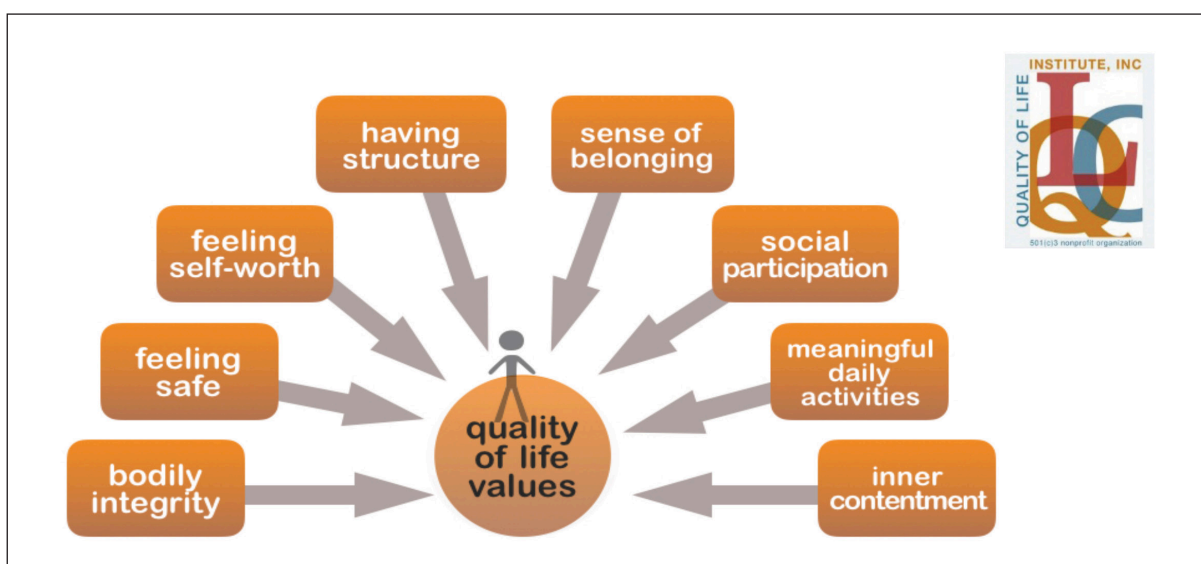 INSTITUTE, INC
QUALITY OF LIFE
LQC
501(c)3 nonprofit organization
having
structure
sense of
belonging
feeling
self-worth
social
participation
feeling
safe
meaningful
daily
activities
bodily
integrity
quality
of life
values
inner
contentment